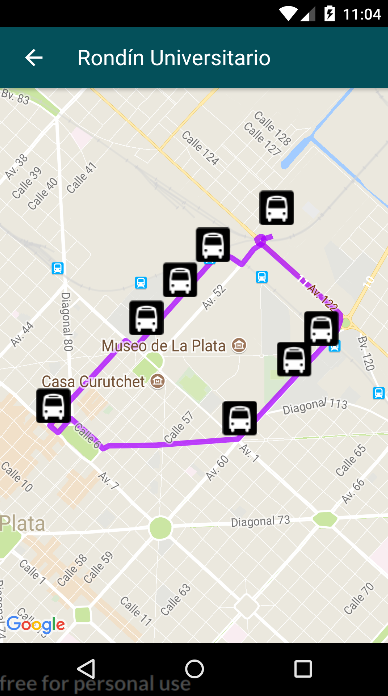 11:04
Rondín Universitario
Bv. 83
Calle 128
Calle 127
Calle 124
Av. 38
Calle 39
Calle 40
Calle 41
Av. 52
Av. 122
10
Diagonal 80
Av. 44
Museo de La Plata
Bv. 120
Casa Curutchet
Calle 57
Diagonal 113
Calle 6
Av. 1
Calle 65
Av. 60
Calle 10
Av. 7
Av. 66
Plata
Diagonal 73
Calle 58
Calle 59
Calle 1
Calle 63
Calle 70
Calle 11
Google
free for personal use